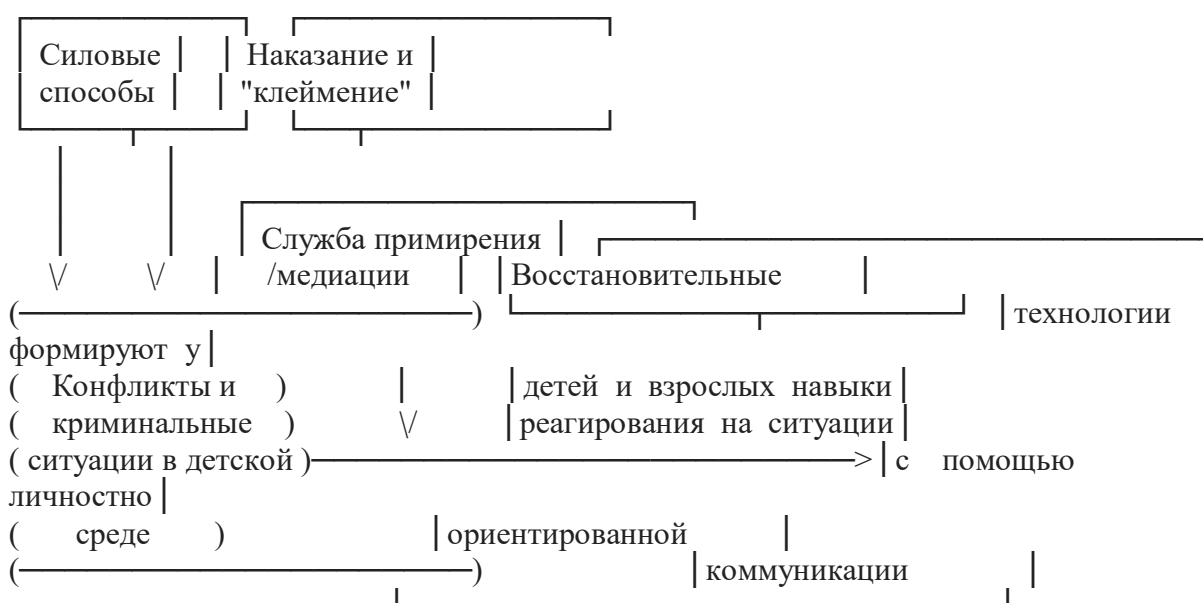 Силовые Наказание и
способы "клеймение"
Служба примирения
/медиации Восстановительные
технологии
формируют у
( Конфликты и ) детей и взрослых навыки
( криминальные ) \/ реагирования на ситуации
( ситуации в детской )————> с помощью
личностно
( среде ) ориентированной
коммуникации